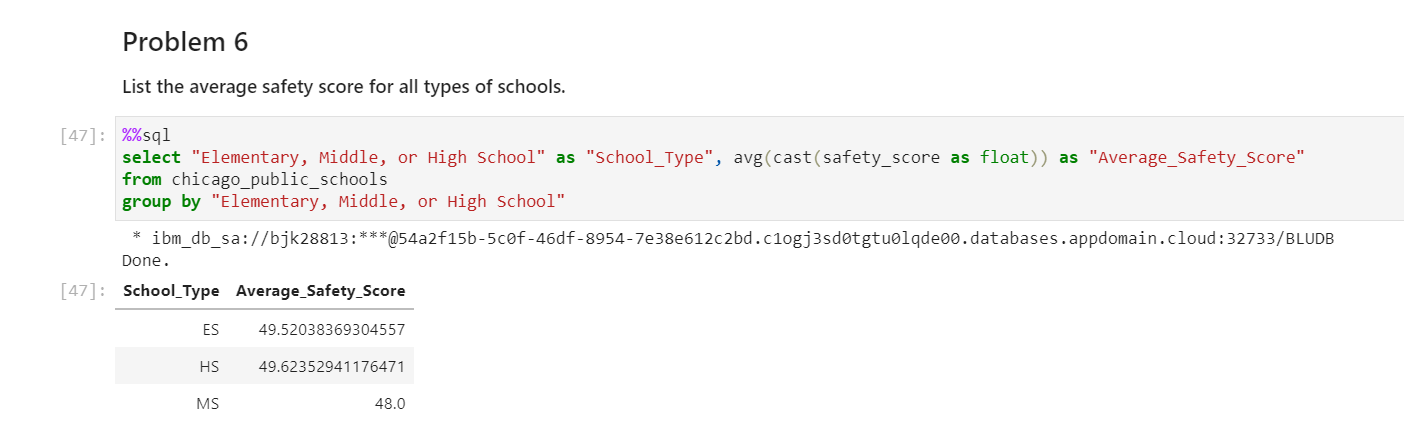 Problem 6
List the average safety score for all types of schools.
[47]: %%sql
select "Elementary, Middle, or High School" as "School_Type", avg(cast(safety_score as float)) as "Average_Safety_Score"
from chicago_public_schools
group by "Elementary, Middle, or High School"
* ibm_db_sa://bjk28813:***@54a2f15b-5c0f-46df-8954-7e38e612c2bd.c1ogj3sd0tgtu0lqde00.databases.appdomain.cloud:32733/BLUDB
Done.
[47]: School_Type Average_Safety_Score
ES 49.52038369304557
HS 49.62352941176471
MS 48.0